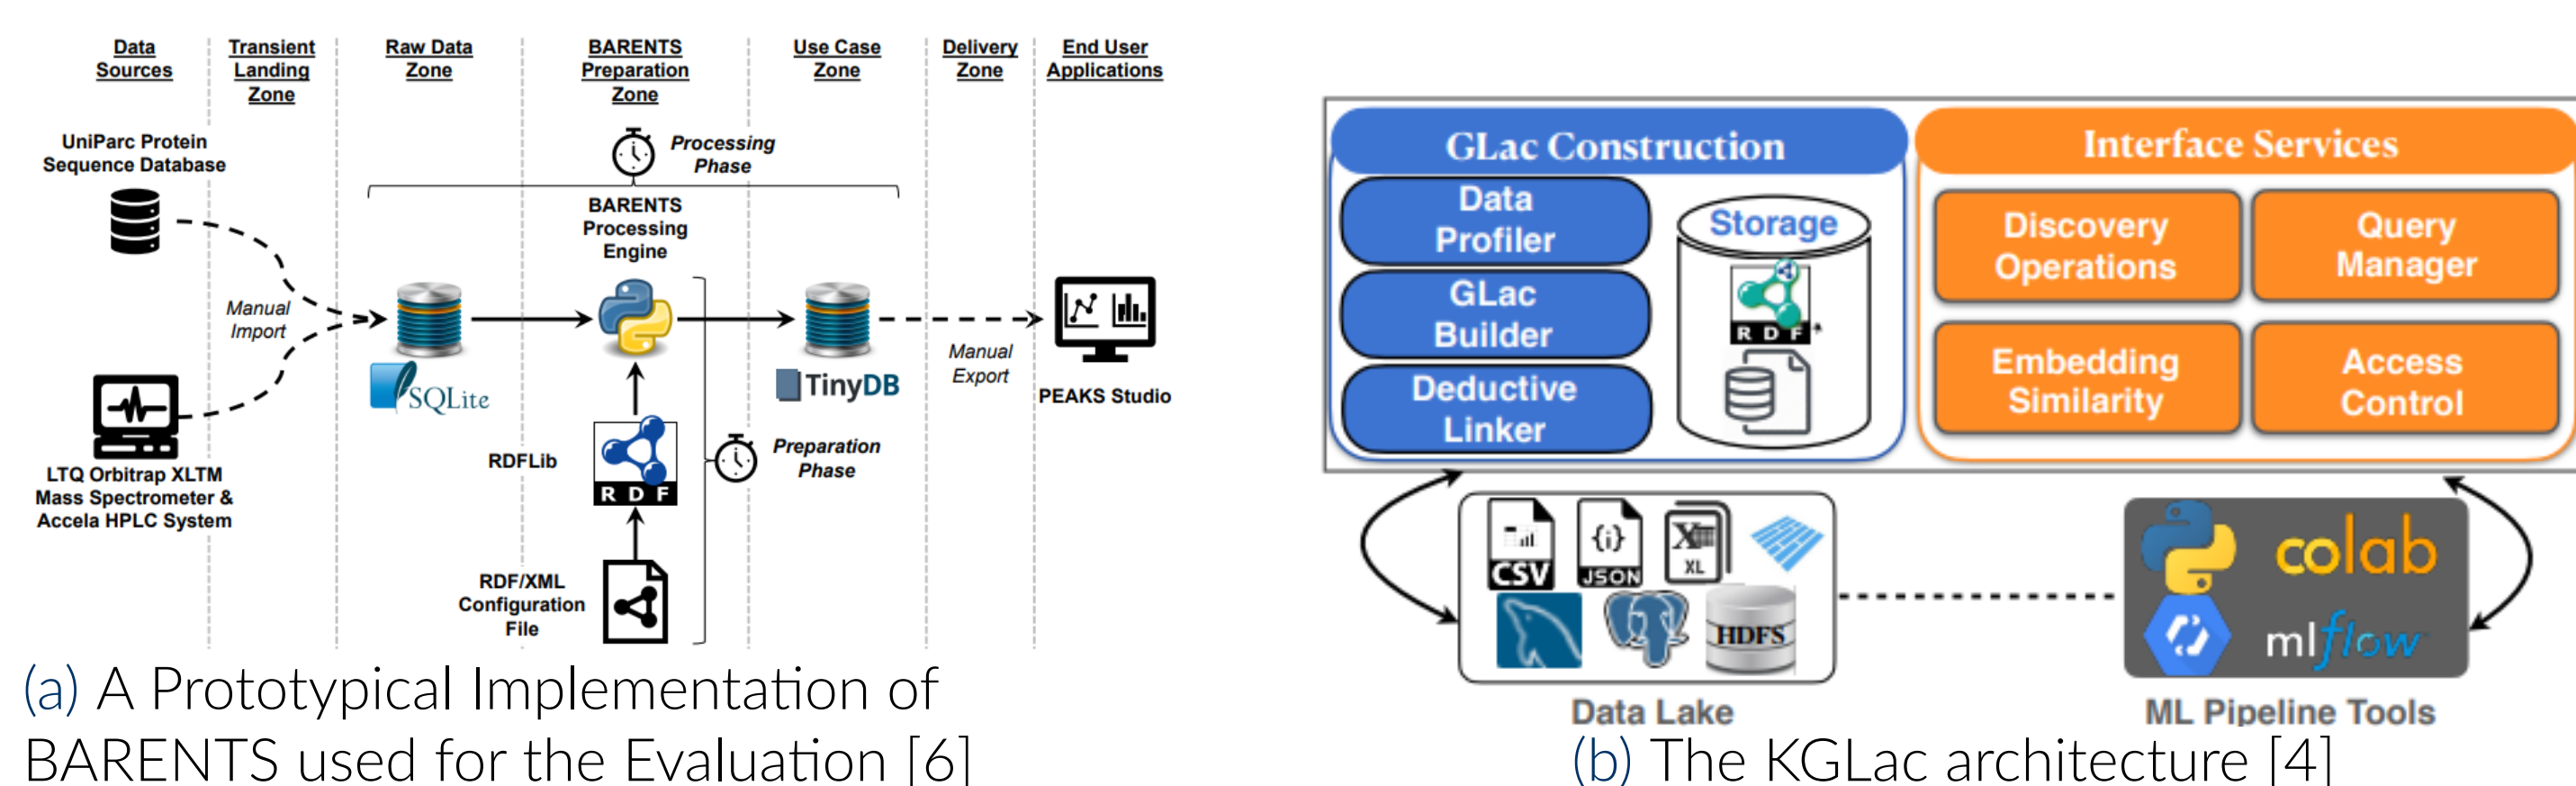 Data
Sources
Transient
Landing
Zone
Raw Data
Zone
BARENTS
Preparation
Zone
Use Case
Zone
Delivery
Zone
End User
Applications
UniParc Protein
Sequence Database
Processing
Phase
BARENTS
Processing
Engine
Manual
Import
SQLite
TinyDB
Manual
Export
PEAKS Studio
LTQ Orbitrap XLTM
Mass Spectrometer &
Accela HPLC System
RDFLib
RDF
Preparation
Phase
RDF/XML
Configuration
File
(a) A Prototypical Implementation of
BARENTS used for the Evaluation [6]
GLac Construction
Data
Profiler
GLac
Builder
Deductive
Linker
Storage
RDF*
Interface Services
Discovery
Operations
Query
Manager
Embedding
Similarity
Access
Control
CSV
{i}
JSON
X
XL
HDFS
Data Lake
colab
mlflow
ML Pipeline Tools
(b) The KGLac architecture [4]